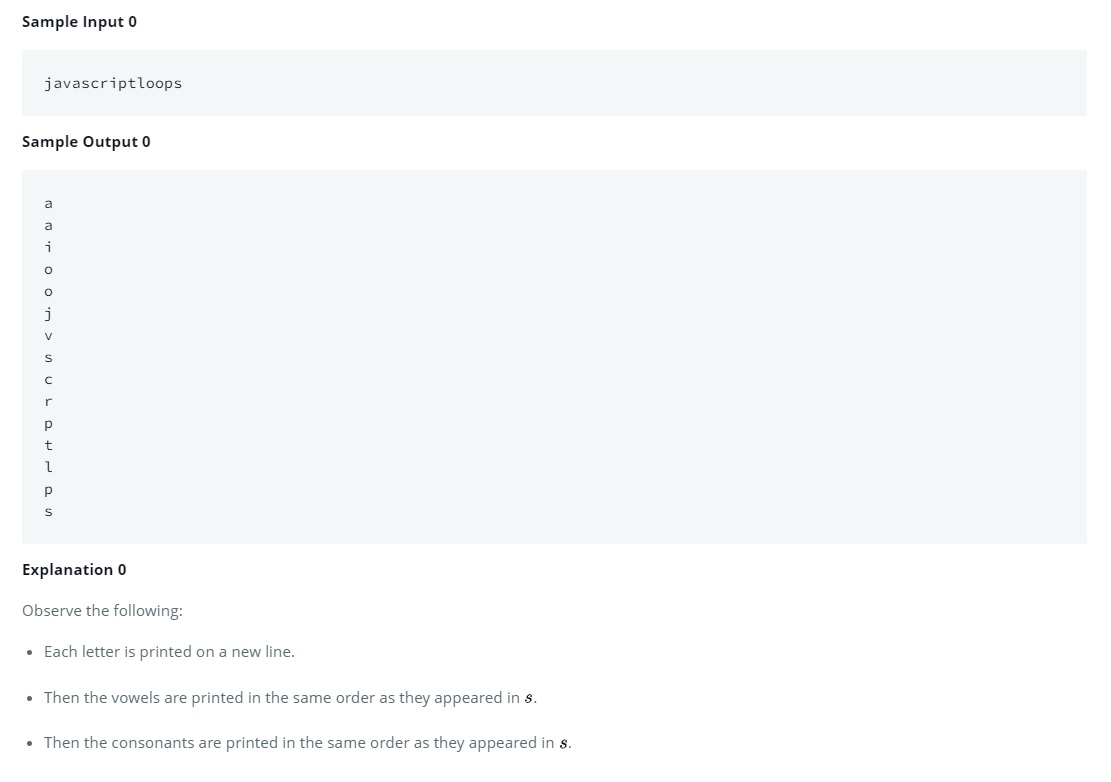 Sample Input 0
javascriptloops
Sample Output 0
a
a
i
o
o
j
v
s
c
r
p
t
l
p
s
Explanation 0
Observe the following:
• Each letter is printed on a new line.
• Then the vowels are printed in the same order as they appeared in s.
• Then the consonants are printed in the same order as they appeared in s.